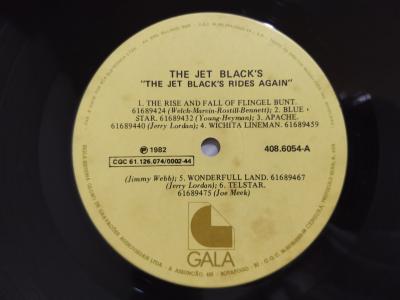 THE JET BLACK'S
"THE JET BLACK'S RIDES AGAIN"
1. THE RISE AND FALL OF FLINGEL BUNT.
61689424 (Welch-Marvin-Rostill-Bennett); 2. BLUE
STAR. 61689432 (Young-Heyman); 3. APACHE.
61689440 (Jerry Lordan); 4. WICHITA LINEMAN. 61689459
℗ 1982
408.6054-A
CGC 61.126.074/0002-44
(Jimmy Webb); 5. WONDERFULL LAND. 61689467
(Jerry Lordan); 6. TELSTAR.
61689475 (Joe Meek)
GALA